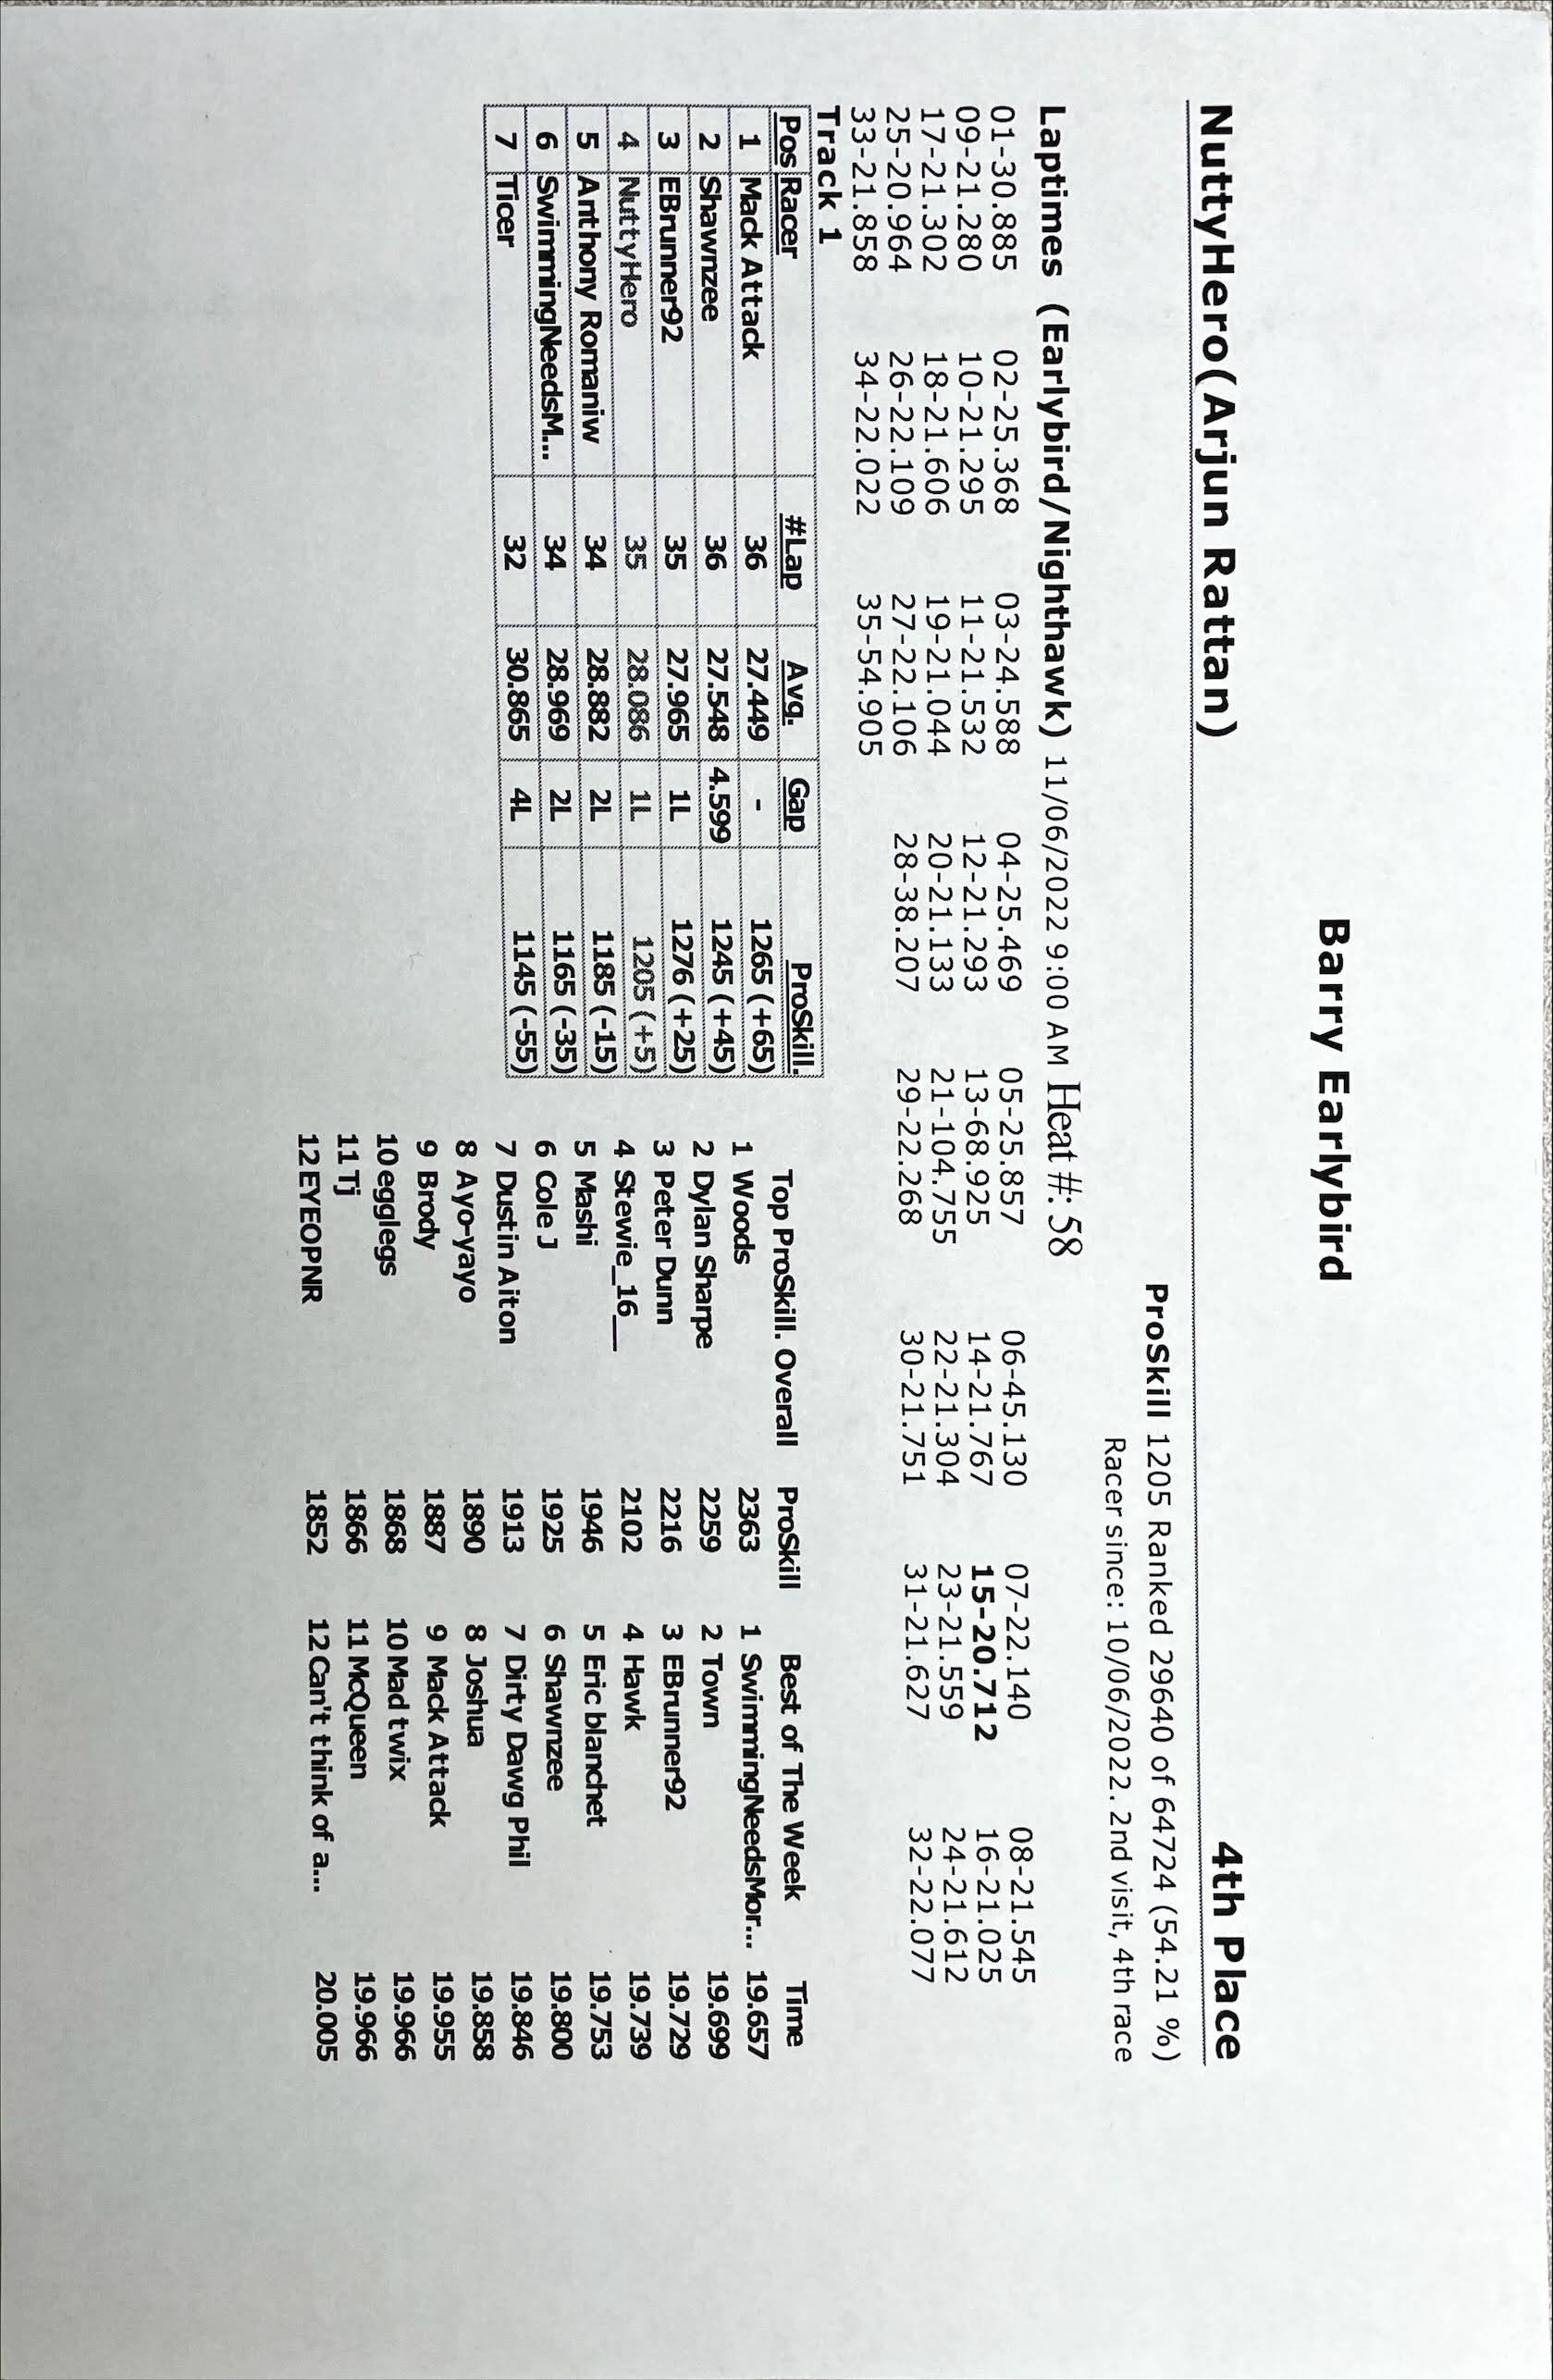 Barry Earlybird
NuttyHero(Arjun Rattan) 4th Place
ProSkill 1205 Ranked 29640 of 64724 (54.21 %)
Racer since: 10/06/2022. 2nd visit, 4th race
Laptimes (Earlybird/Nighthawk) 11/06/2022 9:00 AM Heat #: 58
01-30.885 02-25.368 03-24.588 04-25.469 05-25.857 06-45.130 07-22.140 08-21.545
09-21.280 10-21.295 11-21.532 12-21.293 13-68.925 14-21.767 15-20.712 16-21.025
17-21.302 18-21.606 19-21.044 20-21.133 21-104.755 22-21.304 23-21.559 24-21.612
25-20.964 26-22.109 27-22.106 28-38.207 29-22.268 30-21.751 31-21.627 32-22.077
33-21.858 34-22.022 35-54.905
Track 1
Pos Racer #Lap Avg. Gap ProSkill.
1 Mack Attack 36 27.449 - 1265 (+65)
2 Shawnzee 36 27.548 4.599 1245 (+45)
3 EBrunner92 35 27.965 1L 1276 (+25)
4 NuttyHero 35 28.086 1L 1205 (+5)
5 Anthony Romaniw 34 28.882 2L 1185 (-15)
6 SwimmingNeedsM... 34 28.969 2L 1165 (-35)
7 Ticer 32 30.865 4L 1145 (-55)
Top ProSkill. Overall ProSkill
1 Woods 2363
2 Dylan Sharpe 2259
3 Peter Dunn 2216
4 Stewie_16__ 2102
5 Mashi 1946
6 Cole J 1925
7 Dustin Aiton 1913
8 Ayo-yayo 1890
9 Brody 1887
10 egglegs 1868
11 Tj 1866
12 EYEOPNR 1852
Best of The Week Time
1 SwimmingNeedsMor... 19.657
2 Town 19.699
3 EBrunner92 19.729
4 Hawk 19.739
5 Eric blanchet 19.753
6 Shawnzee 19.800
7 Dirty Dawg Phil 19.846
8 Joshua 19.858
9 Mack Attack 19.955
10 Mad twix 19.966
11 McQueen 19.966
12 Can't think of a... 20.005